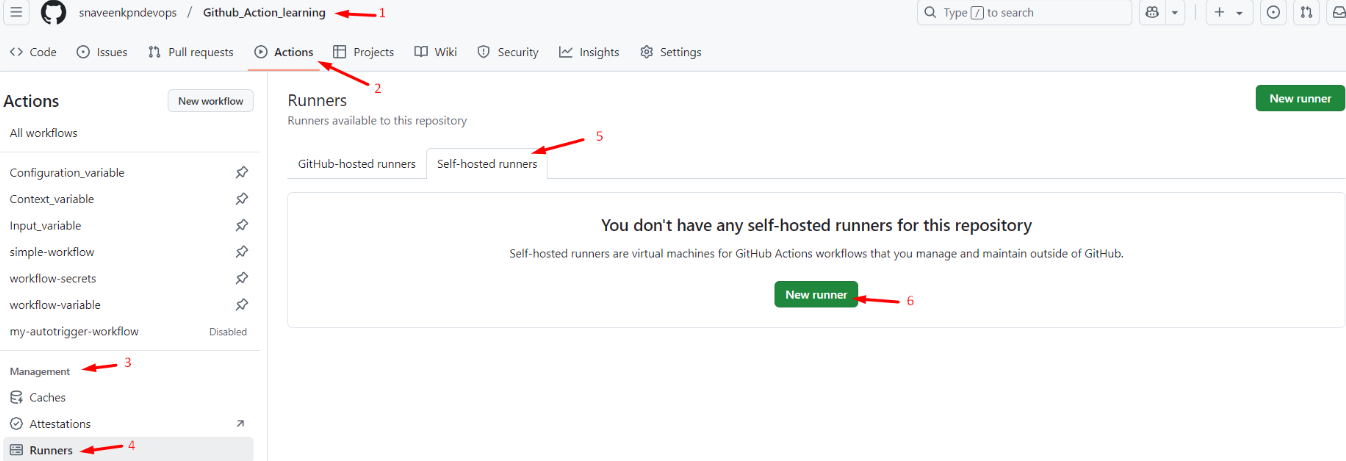 snaveenkpndevops / Github_Action_learning 1
Type / to search
Code Issues Pull requests Actions Projects Wiki Security Insights Settings
2
Actions New workflow
All workflows
Configuration_variable
Context_variable
Input_variable
simple-workflow
workflow-secrets
workflow-variable
my-autotrigger-workflow Disabled
Management 3
Caches
Attestations
Runners 4
Runners New runner
Runners available to this repository
5
GitHub-hosted runners Self-hosted runners
You don't have any self-hosted runners for this repository
Self-hosted runners are virtual machines for GitHub Actions workflows that you manage and maintain outside of GitHub.
New runner 6